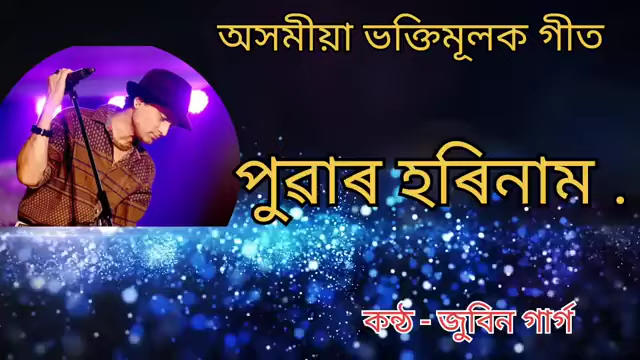 অসমীয়া ভক্তিমূলক গীত
পুৱাৰ হৰিনাম .
কন্ঠ - জুবিন গাৰ্গ